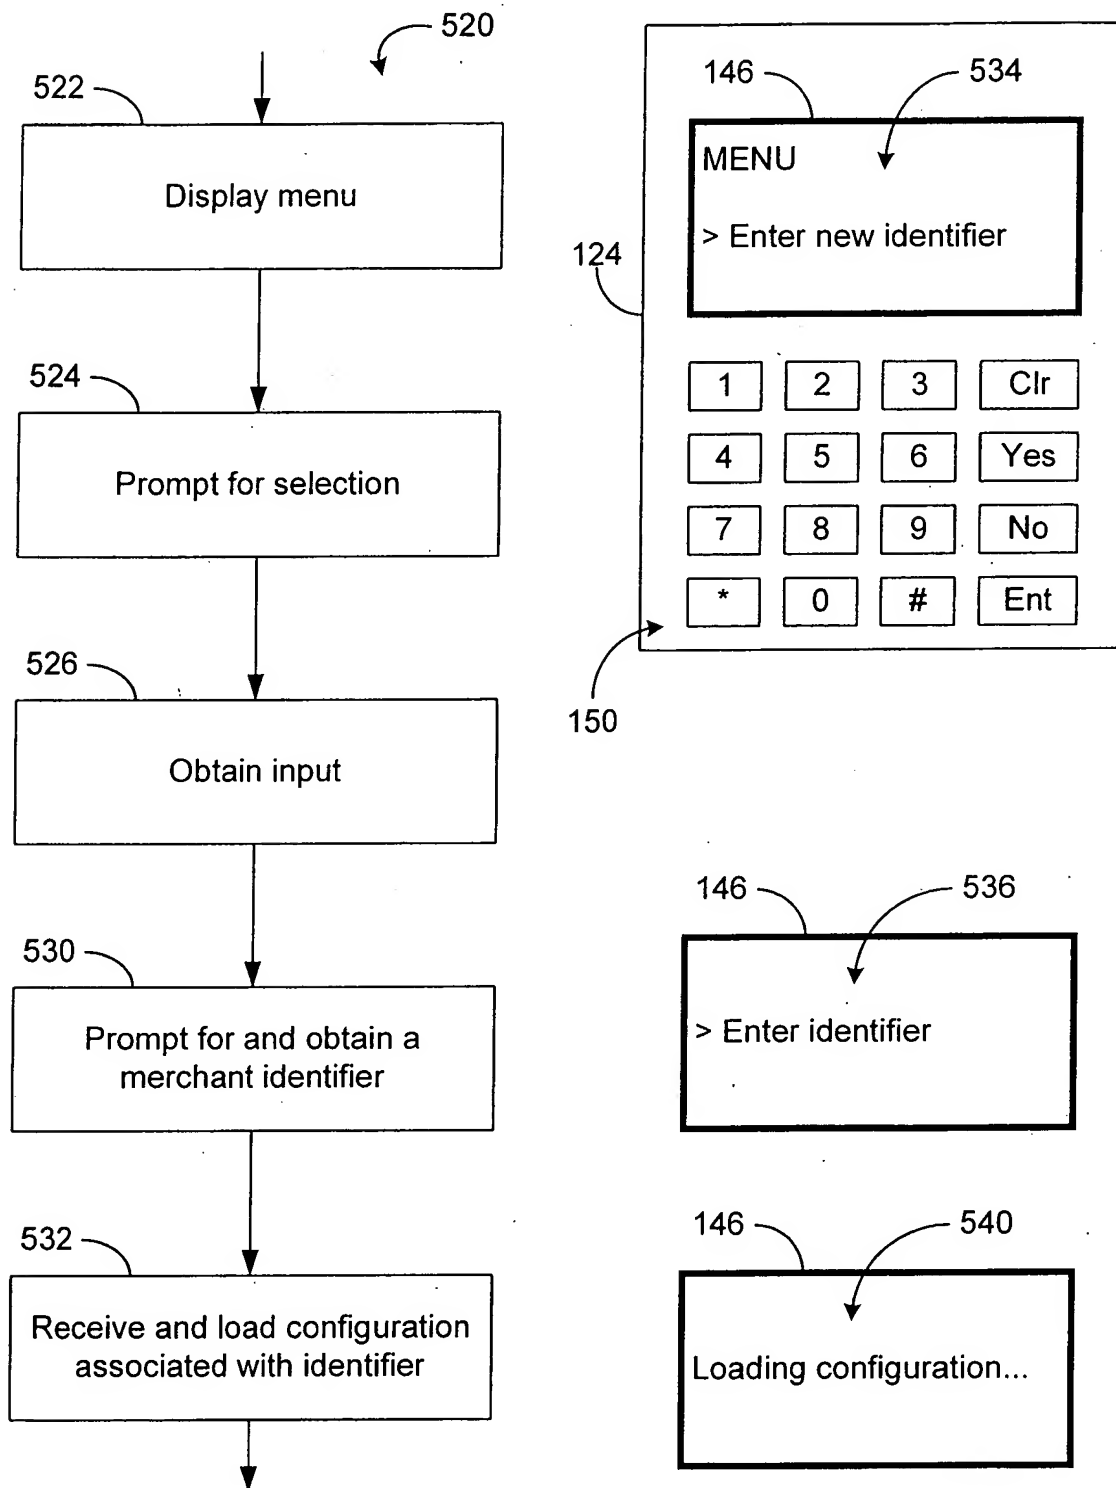 520
522
Display menu
524
Prompt for selection
526
Obtain input
530
Prompt for and obtain a
merchant identifier
532
Receive and load configuration
associated with identifier
146
534
MENU
> Enter new identifier
124
1 2 3 Clr
4 5 6 Yes
7 8 9 No
* 0 # Ent
150
146
536
> Enter identifier
146
540
Loading configuration...